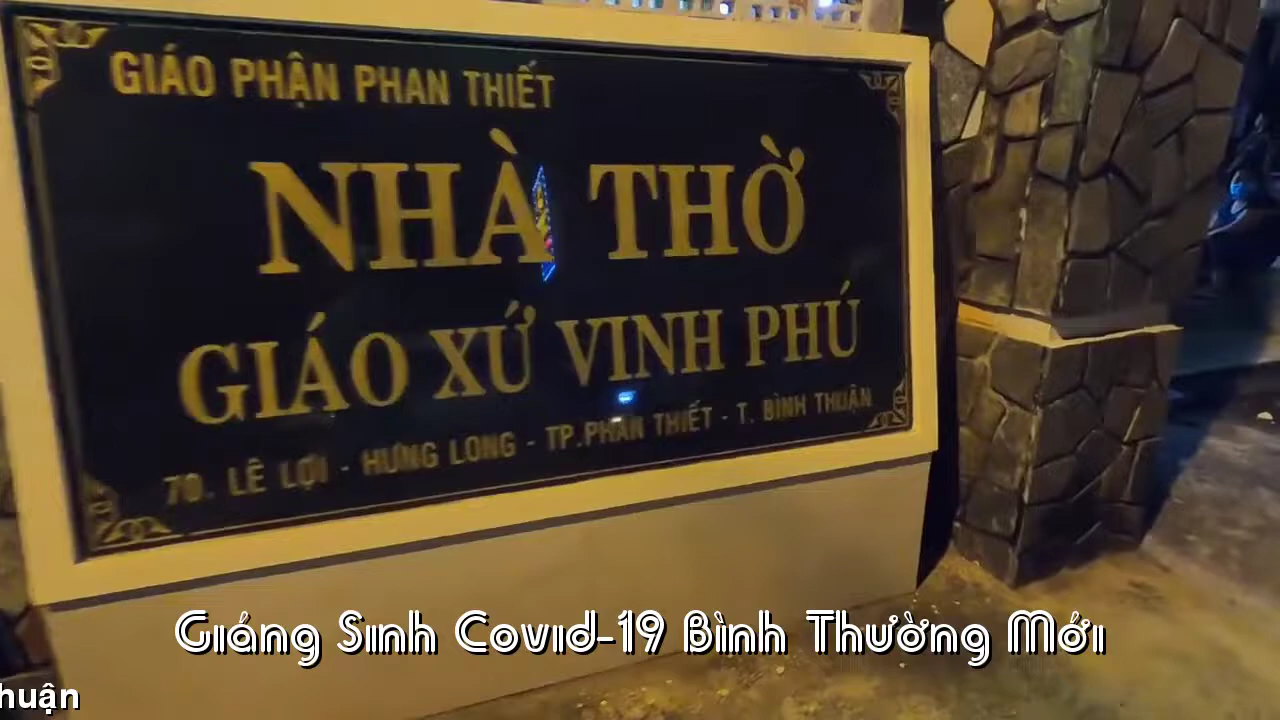 GIÁO PHẬN PHAN THIẾT
NHÀ THỜ
GIÁO XỨ VINH PHÚ
70. LÊ LỢI - HƯNG LONG - TP.PHAN THIẾT - T. BÌNH THUẬN
Giáng Sinh Covid-19 Bình Thường Mới
huận